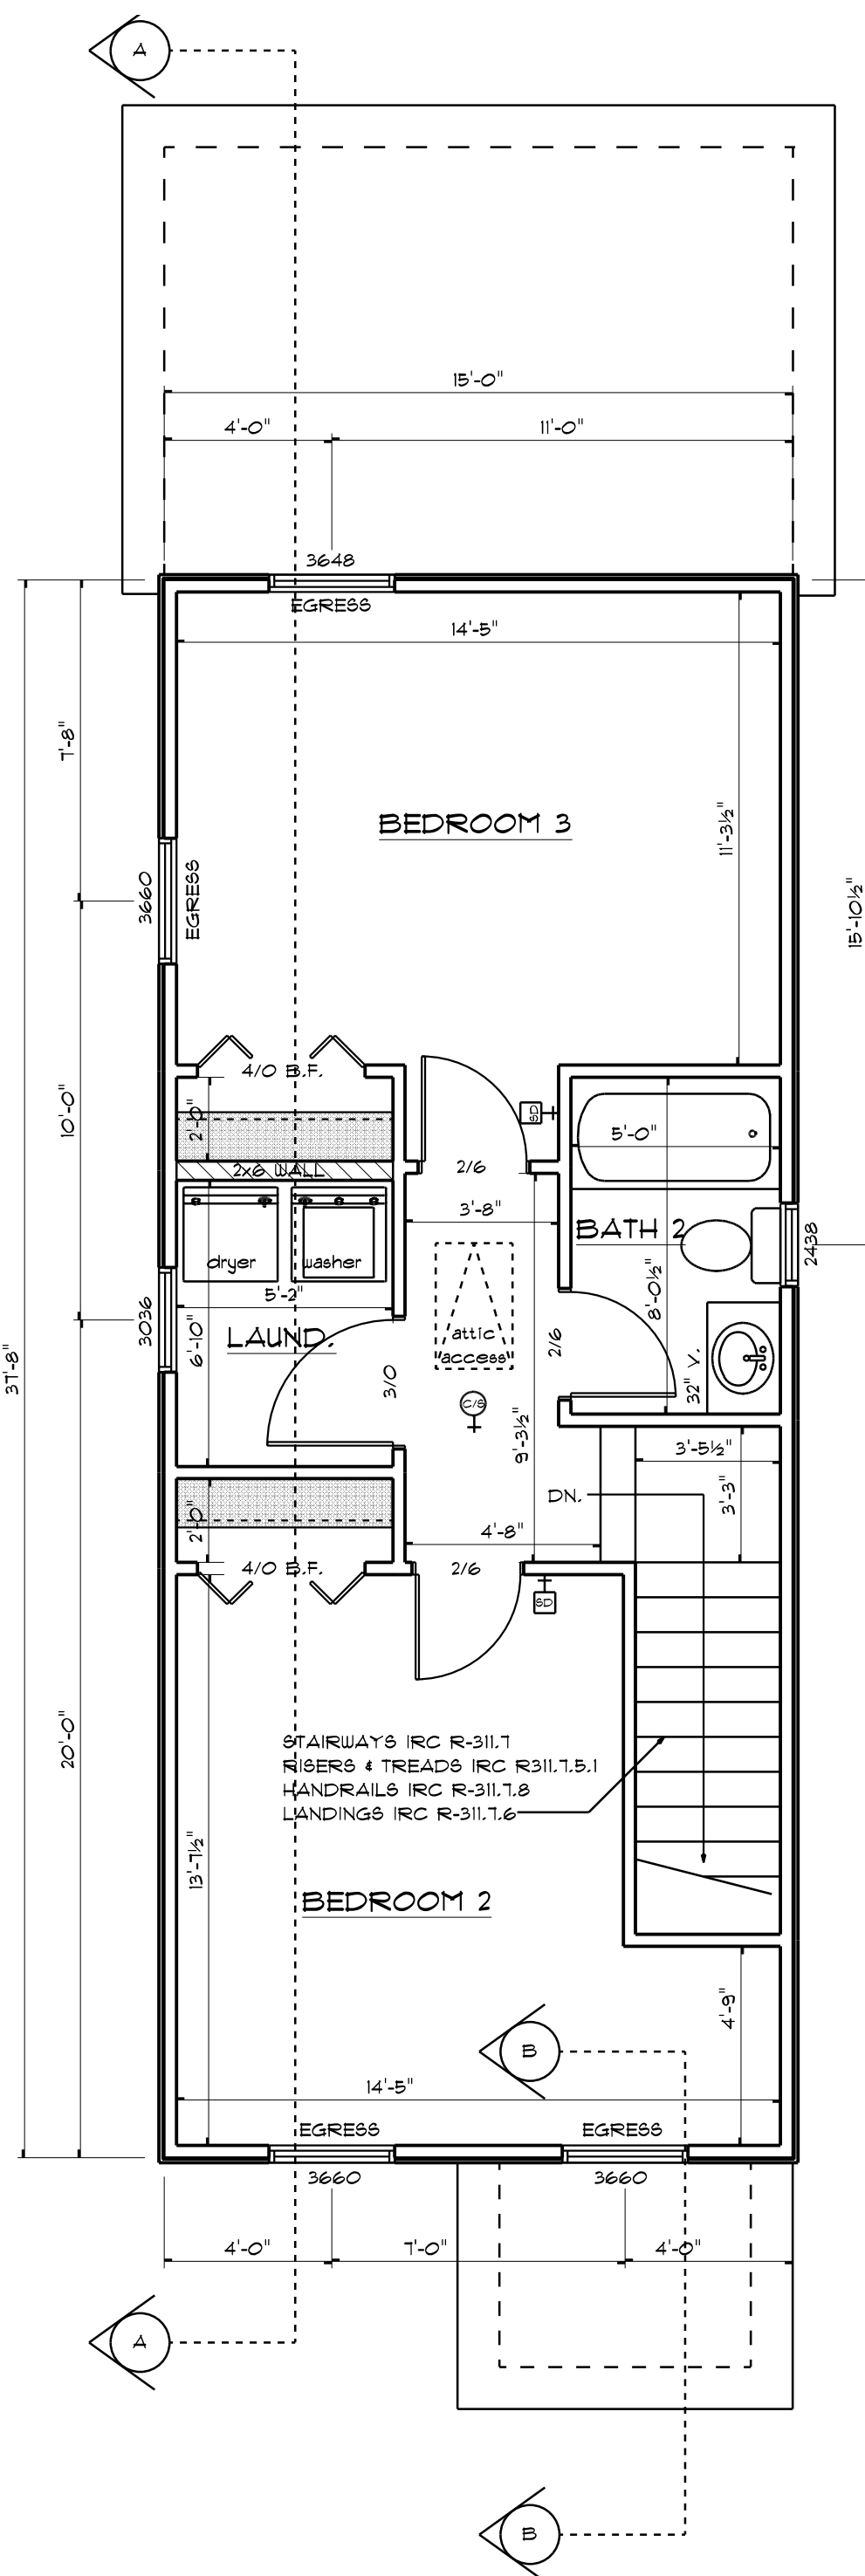 A
15'-0"
4'-0"
11'-0"
3648
EGRESS
14'-5"
7'-8"
BEDROOM 3
11'-3½"
3660
EGRESS
15'-10½"
10'-0"
4/0 B.F.
2'-0"
SD
5'-0"
2x6 WALL
2/6
3'-8"
BATH 2
2438
dryer
washer
8'-0½"
5'-2"
3036
6'-10"
LAUND.
attic
access
2/6
32" V.
37'-8"
3/0
C/S
9'-3½"
3'-5½"
3'-3"
DN.
2'-0"
4'-8"
4/0 B.F.
2/6
SD
20'-0"
STAIRWAYS IRC R-311.7
RISERS & TREADS IRC R311.7.5.1
HANDRAILS IRC R-311.7.8
LANDINGS IRC R-311.7.6
13'-7½"
BEDROOM 2
4'-9"
B
14'-5"
EGRESS
EGRESS
3660
3660
4'-0"
7'-0"
4'-0"
A
B